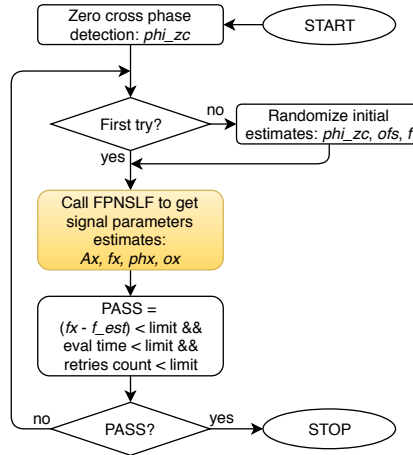 Zero cross phase
detection: phi_zc
START
First try?
no
Randomize initial
estimates: phi_zc, ofs, f
yes
Call FPNSLF to get
signal parameters
estimates:
Ax, fx, phx, ox
PASS =
(fx - f_est) < limit &&
eval time < limit &&
retries count < limit
no
PASS?
yes
STOP